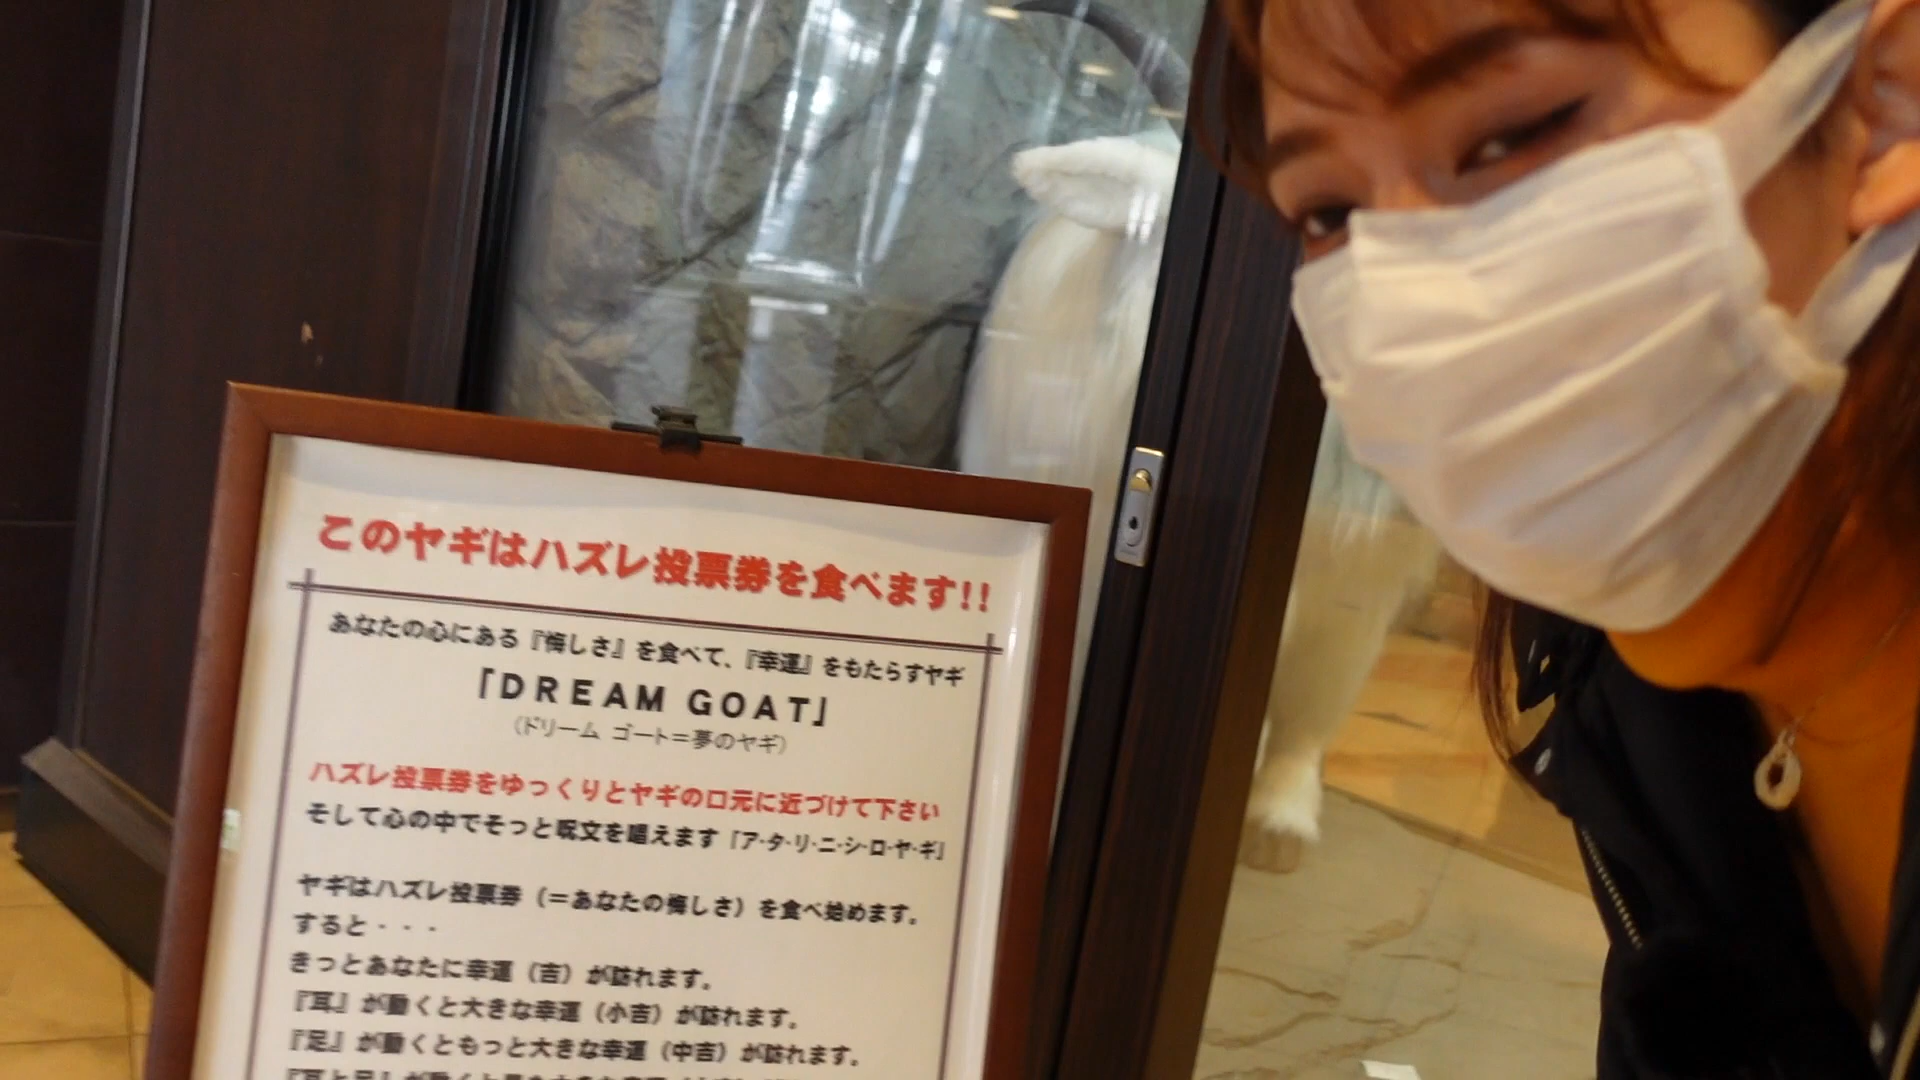 このヤギはハズレ投票券を食べます!!
あなたの心にある『悔しさ』を食べて、『幸運』をもたらすヤギ
「DREAM GOAT」
(ドリーム ゴート=夢のヤギ)
ハズレ投票券をゆっくりとヤギの口元に近づけて下さい
そして心の中でそっと呪文を唱えます「ア・タ・リ・ニ・シ・ロ・ヤ・ギ」
ヤギはハズレ投票券(=あなたの悔しさ)を食べ始めます。
すると・・・
きっとあなたに幸運(吉)が訪れます。
『耳』が動くと大きな幸運(小吉)が訪れます。
『足』が動くともっと大きな幸運(中吉)が訪れます。